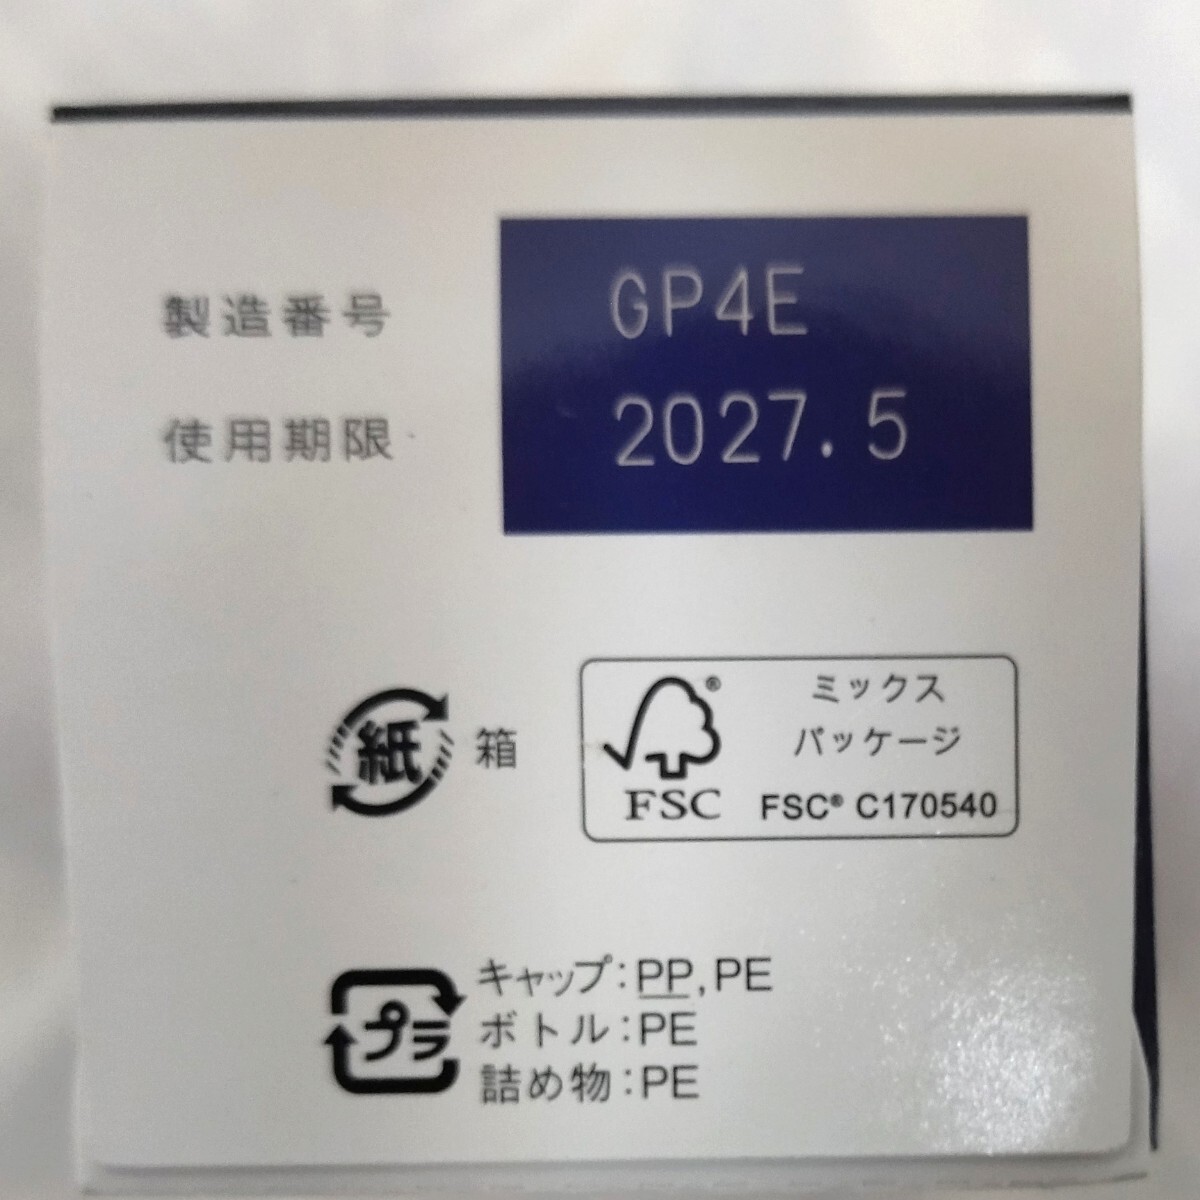 製造番号 GP4E
使用期限 2027.5
紙 箱
FSC®
ミックス
パッケージ
FSC® C170540
プラ
キャップ:PP,PE
ボトル:PE
詰め物:PE